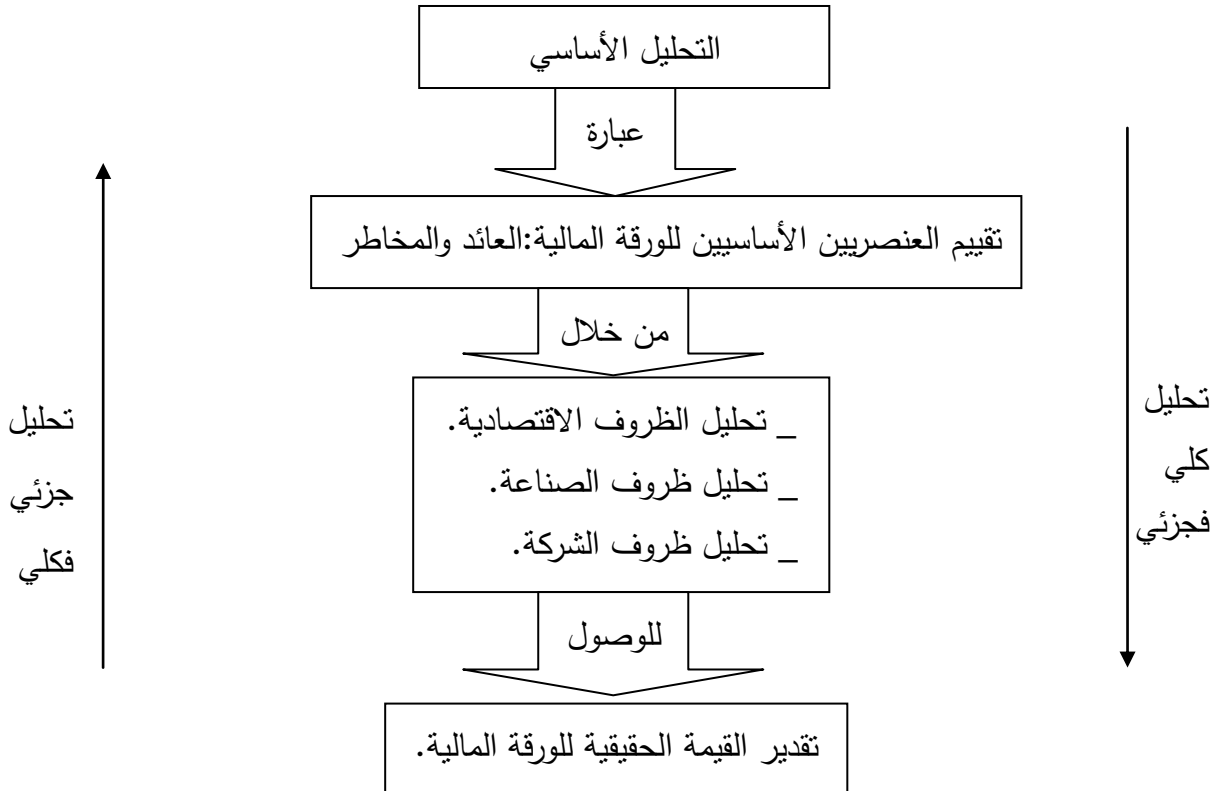 التحليل الأساسي
عبارة
تقييم العنصريين الأساسيين للورقة المالية:العائد والمخاطر
من خلال
_ تحليل الظروف الاقتصادية.
_ تحليل ظروف الصناعة.
_ تحليل ظروف الشركة.
للوصول
تقدير القيمة الحقيقية للورقة المالية.
تحليل
كلي
فجزئي
تحليل
جزئي
فكلي